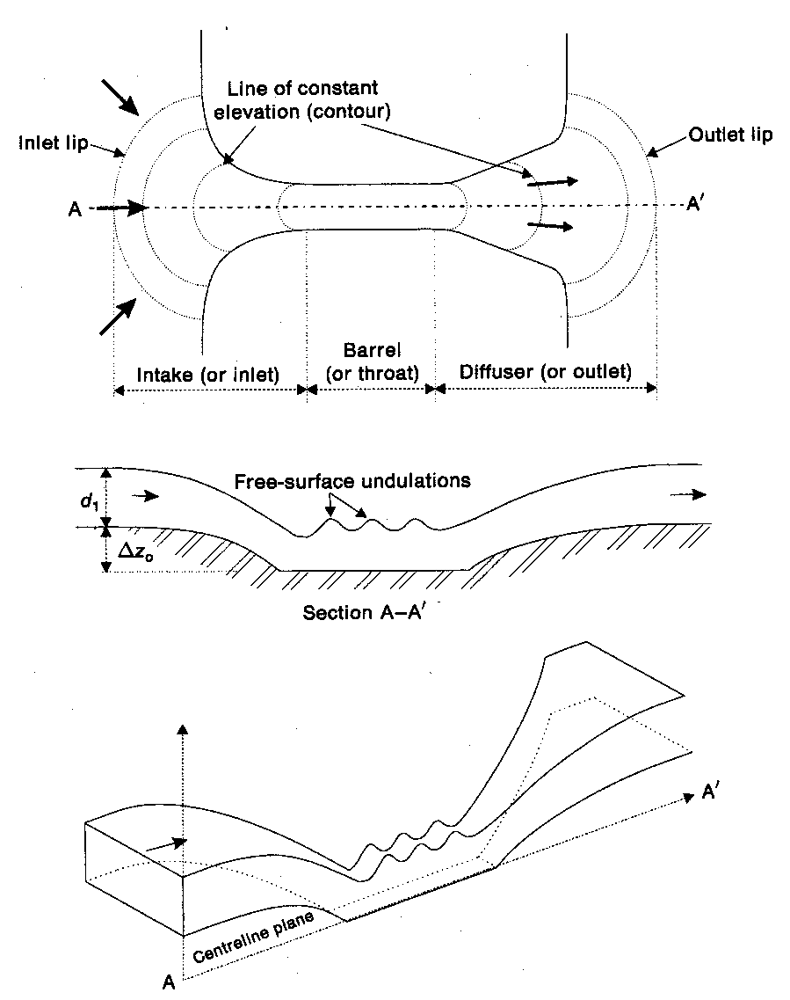 Line of constant
elevation (contour)
Inlet lip
Outlet lip
A
A′
Barrel
Intake (or inlet)
(or throat)
Diffuser (or outlet)
Free-surface undulations
d₁
Δzₒ
Section A–A′
A′
Centreline plane
A